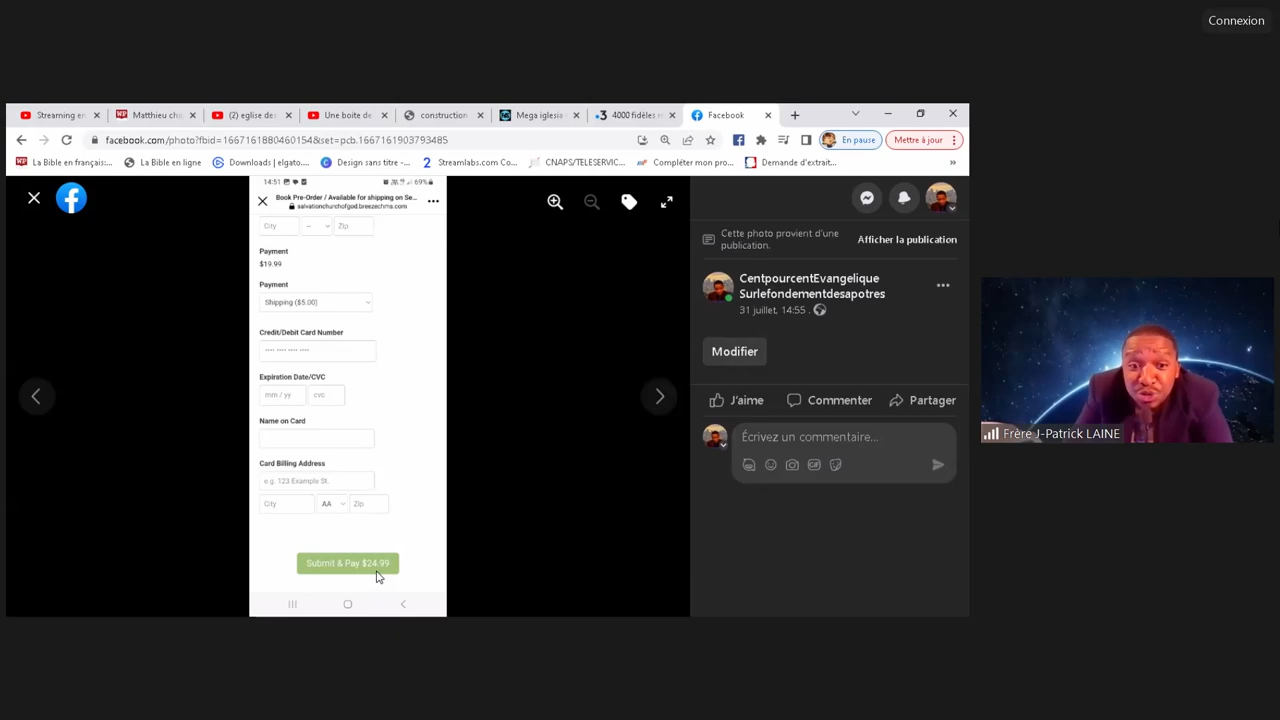 Connexion
Streaming en
Matthieu ch
(2) eglise des
Une boite de
construction
Mega iglesia
4000 fidèles
Facebook
facebook.com/photo?fbid=1667161880460154&set=pcb.1667161903793485
En pause
Mettre à jour
La Bible en français:...
La Bible en ligne
Downloads | elgato....
Design sans titre -...
Streamlabs.com Co...
CNAPS/TELESERVIC...
Compléter mon pro...
Demande d'extrait...
»
14:51
69%
Book Pre-Order / Available for shipping on Se...
salvationchurchofgod.breezechms.com
City
--
Zip
Payment
$19.99
Payment
Shipping ($5.00)
Credit/Debit Card Number
•••• •••• •••• ••••
Expiration Date/CVC
mm / yy
cvc
Name on Card
Card Billing Address
e.g. 123 Example St.
City
AA
Zip
Submit & Pay $24.99
Cette photo provient d'une
publication.
Afficher la publication
CentpourcentEvangelique
Surlefondementdesapotres
31 juillet, 14:55 ·
Modifier
J'aime
Commenter
Partager
Écrivez un commentaire...
GIF
Frère J-Patrick LAINE